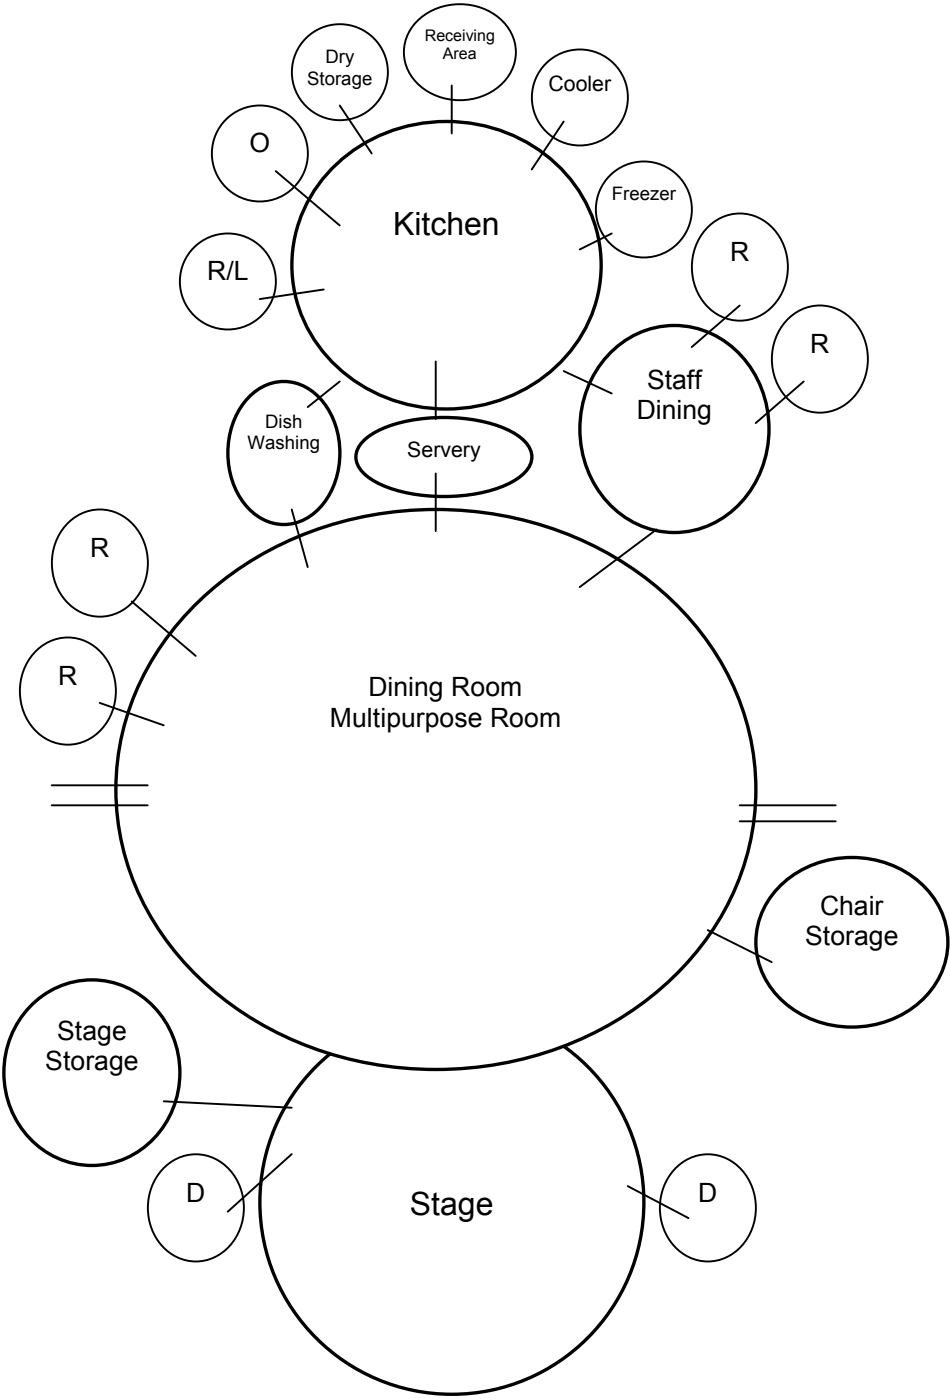 Receiving
Area
Dry
Storage
Cooler
O
Freezer
Kitchen
R
R/L
R
Staff
Dining
Dish
Washing
Servery
R
R
Dining Room
Multipurpose Room
Chair
Storage
Stage
Storage
D
Stage
D